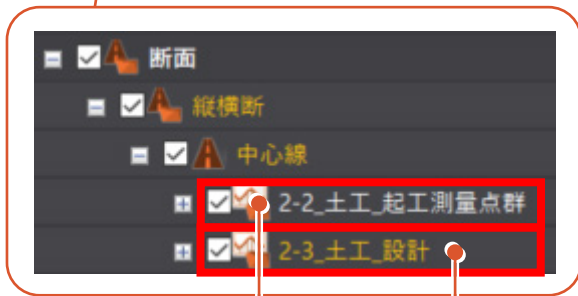 断面
縦横断
中心線
2-2_土工_起工測量点群
2-3_土工_設計